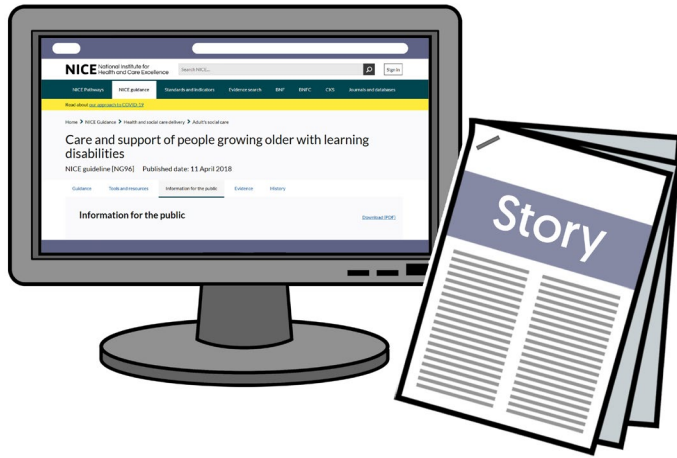 NICE National Institute for
Health and Care Excellence
Search NICE...
Sign in
NICE Pathways NICE guidance Standards and indicators Evidence search BNF BNFC CKS Journals and databases
Read about our approach to COVID-19
Home > NICE Guidance > Health and social care delivery > Adult's social care
Care and support of people growing older with learning
disabilities
NICE guideline [NG96] Published date: 11 April 2018
Guidance Tools and resources Information for the public Evidence History
Information for the public
Download (PDF)
Story